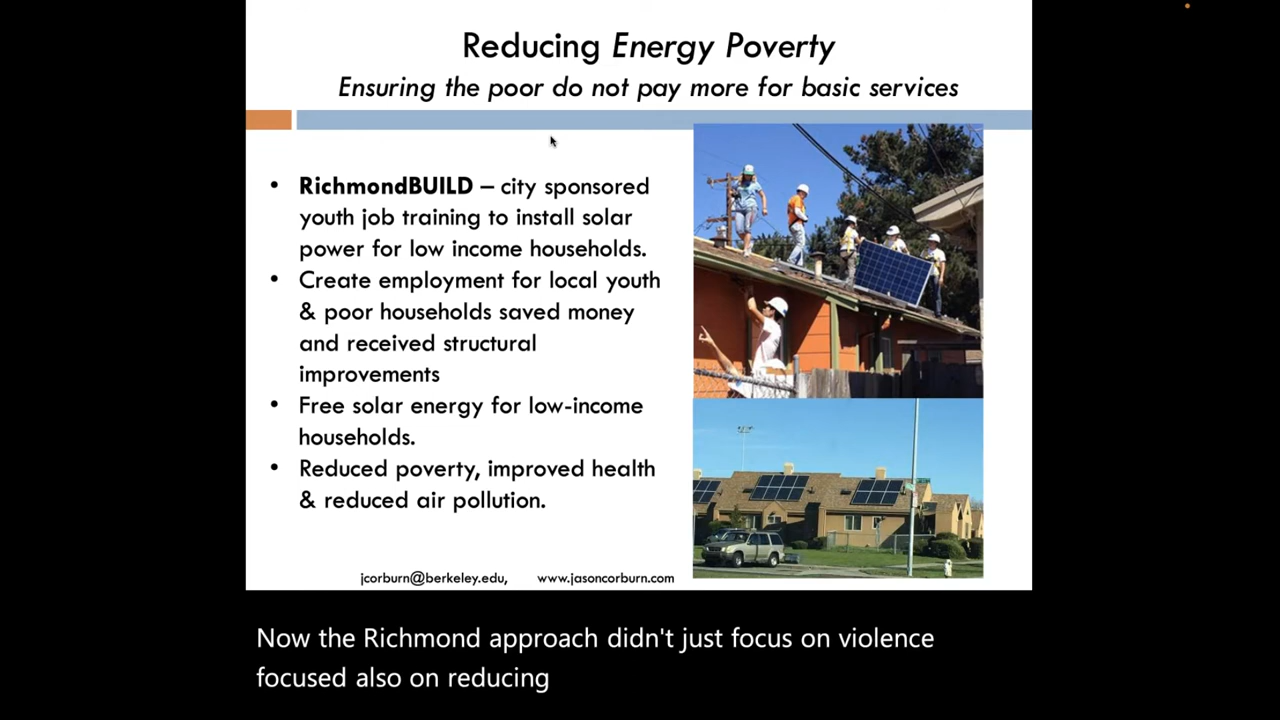 Reducing Energy Poverty
Ensuring the poor do not pay more for basic services
• RichmondBUILD – city sponsored
youth job training to install solar
power for low income households.
• Create employment for local youth
& poor households saved money
and received structural
improvements
• Free solar energy for low-income
households.
• Reduced poverty, improved health
& reduced air pollution.
jcorburn@berkeley.edu, www.jasoncorburn.com
Now the Richmond approach didn't just focus on violence
focused also on reducing